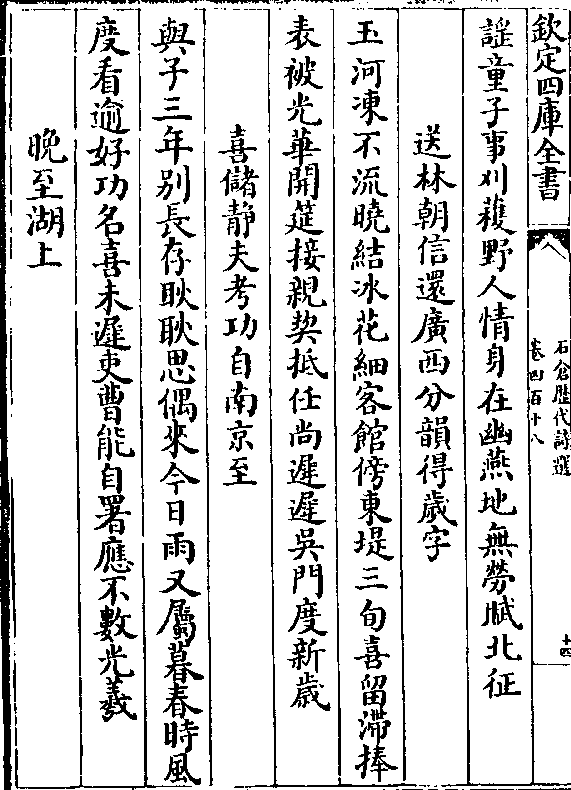 欽定四庫全書
石倉歷代詩選
卷四百十八
十四
謡童子事刈穫野人情身在幽燕地無勞賦北征
送林朝信還廣西分韻得歲字
玉河凍不流曉結冰花細客館傍東堤三旬喜留滯捧
表被光華開筵接親契抵任尚遲遲吳門度新歲
喜儲静夫考功自南京至
與子三年别長存耿耿思偶來今日雨又屬暮春時風
度看逾好功名喜未遲吏曹能自署應不數光羲
晚至湖上